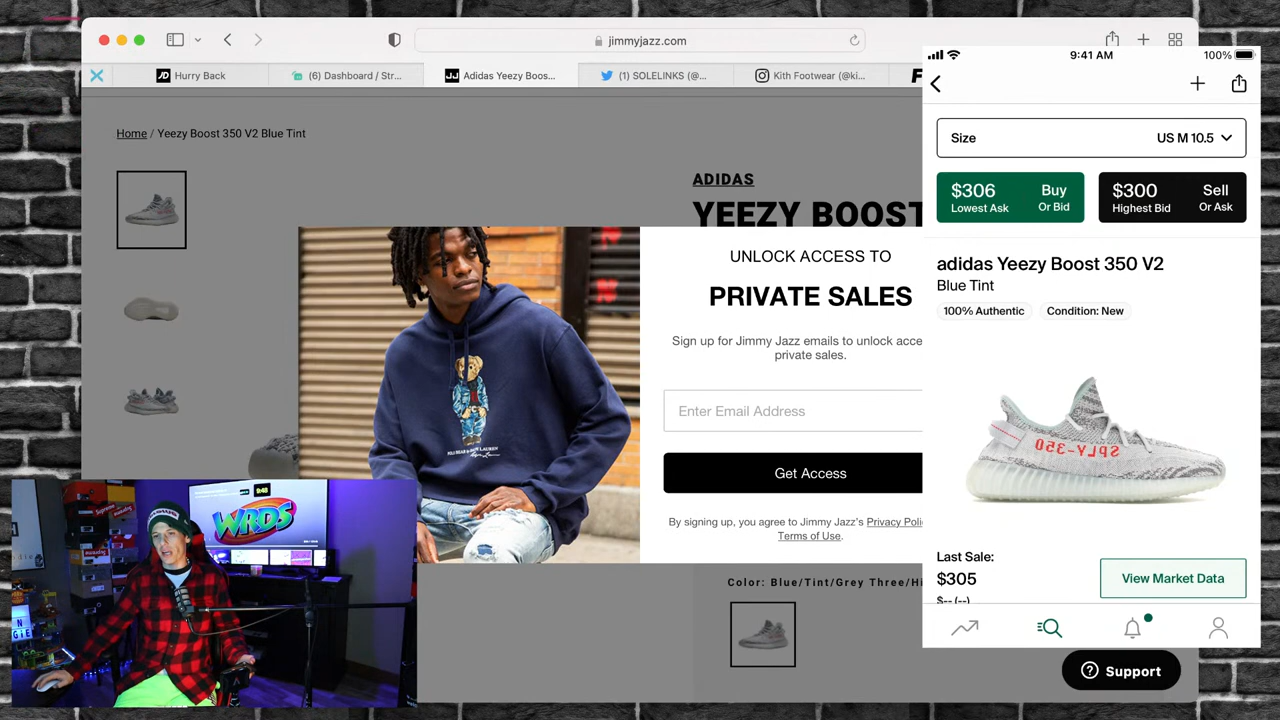 jimmyjazz.com
Hurry Back
(6) Dashboard / Str...
JJ
Adidas Yeezy Boos...
(1) SOLELINKS (@...
Kith Footwear (@ki...
F
Home / Yeezy Boost 350 V2 Blue Tint
ADIDAS
YEEZY BOOST
UNLOCK ACCESS TO
PRIVATE SALES
Sign up for Jimmy Jazz emails to unlock acce
private sales.
Enter Email Address
Get Access
By signing up, you agree to Jimmy Jazz's Privacy Poli
Terms of Use.
Color: Blue/Tint/Grey Three/Hi
9:41 AM
100%
Size
US M 10.5
$306
Lowest Ask
Buy
Or Bid
$300
Highest Bid
Sell
Or Ask
adidas Yeezy Boost 350 V2
Blue Tint
100% Authentic
Condition: New
SPLY-350
Last Sale:
$305
$-- (--)
View Market Data
Support
WRDS
Supreme